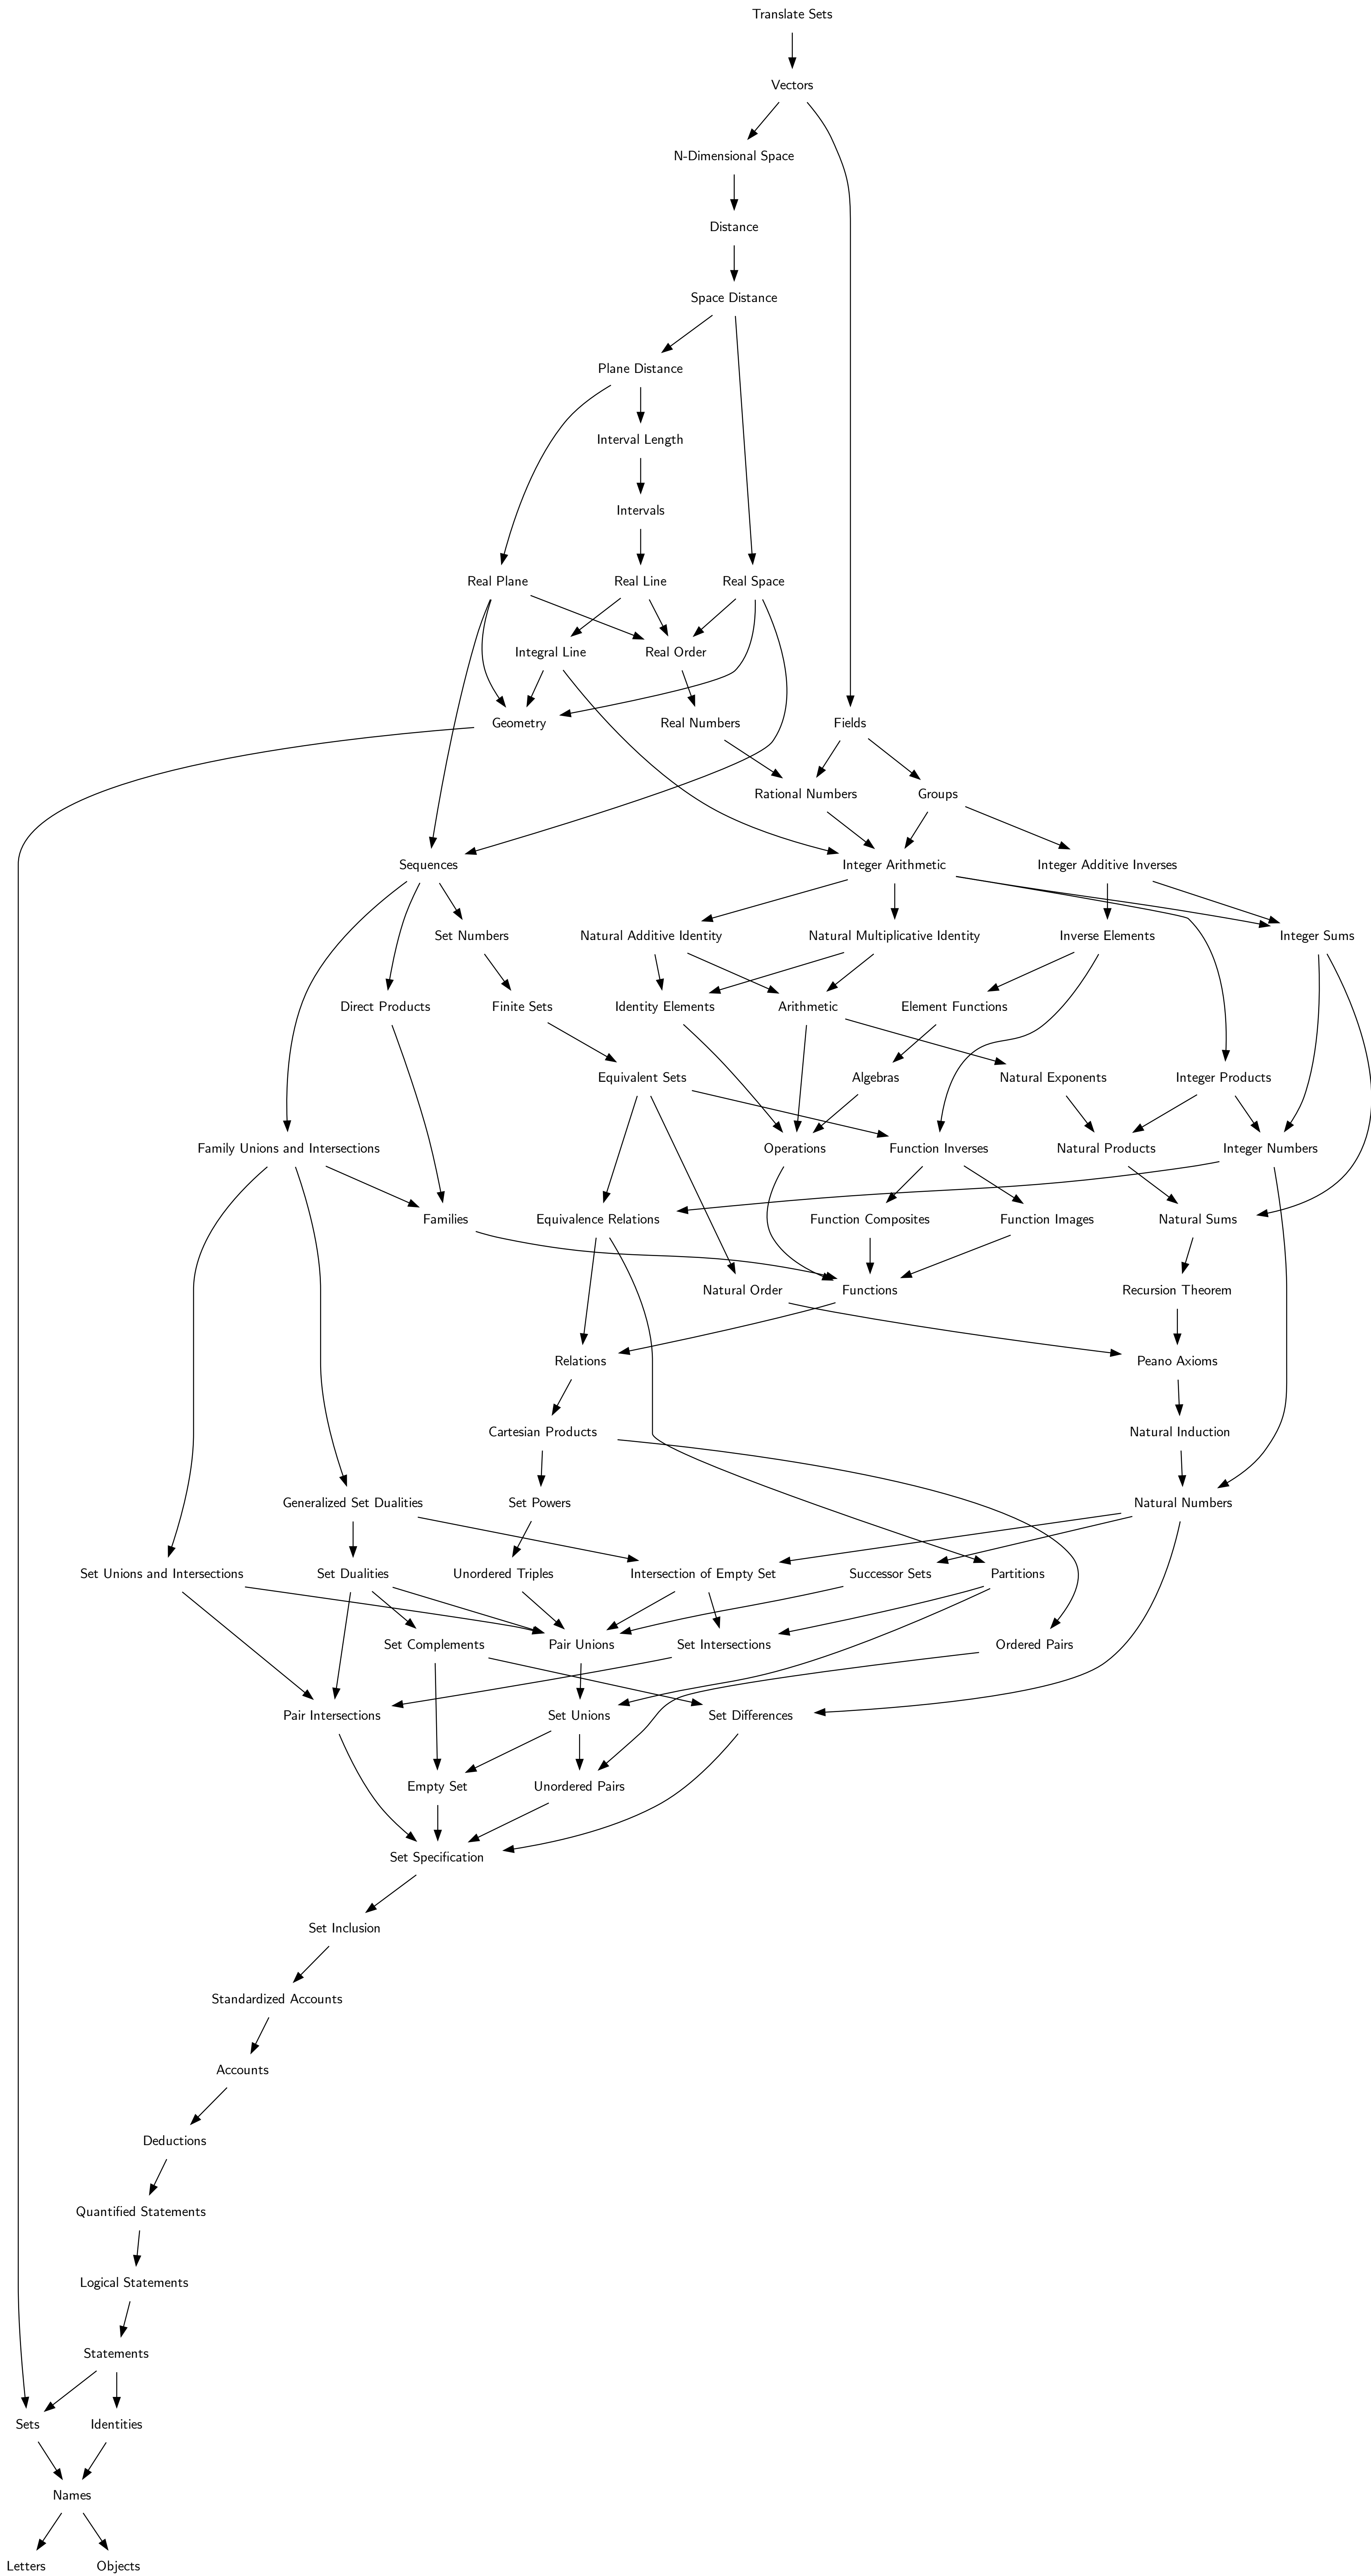 Translate Sets
Vectors
N-Dimensional Space
Distance
Space Distance
Plane Distance
Interval Length
Intervals
Real Plane
Real Line
Real Space
Integral Line
Real Order
Geometry
Real Numbers
Fields
Rational Numbers
Groups
Sequences
Integer Arithmetic
Integer Additive Inverses
Set Numbers
Natural Additive Identity
Natural Multiplicative Identity
Inverse Elements
Integer Sums
Direct Products
Finite Sets
Identity Elements
Arithmetic
Element Functions
Equivalent Sets
Algebras
Natural Exponents
Integer Products
Family Unions and Intersections
Operations
Function Inverses
Natural Products
Integer Numbers
Families
Equivalence Relations
Function Composites
Function Images
Natural Sums
Natural Order
Functions
Recursion Theorem
Relations
Peano Axioms
Cartesian Products
Natural Induction
Generalized Set Dualities
Set Powers
Natural Numbers
Set Unions and Intersections
Set Dualities
Unordered Triples
Intersection of Empty Set
Successor Sets
Partitions
Set Complements
Pair Unions
Set Intersections
Ordered Pairs
Pair Intersections
Set Unions
Set Differences
Empty Set
Unordered Pairs
Set Specification
Set Inclusion
Standardized Accounts
Accounts
Deductions
Quantified Statements
Logical Statements
Statements
Sets
Identities
Names
Letters
Objects